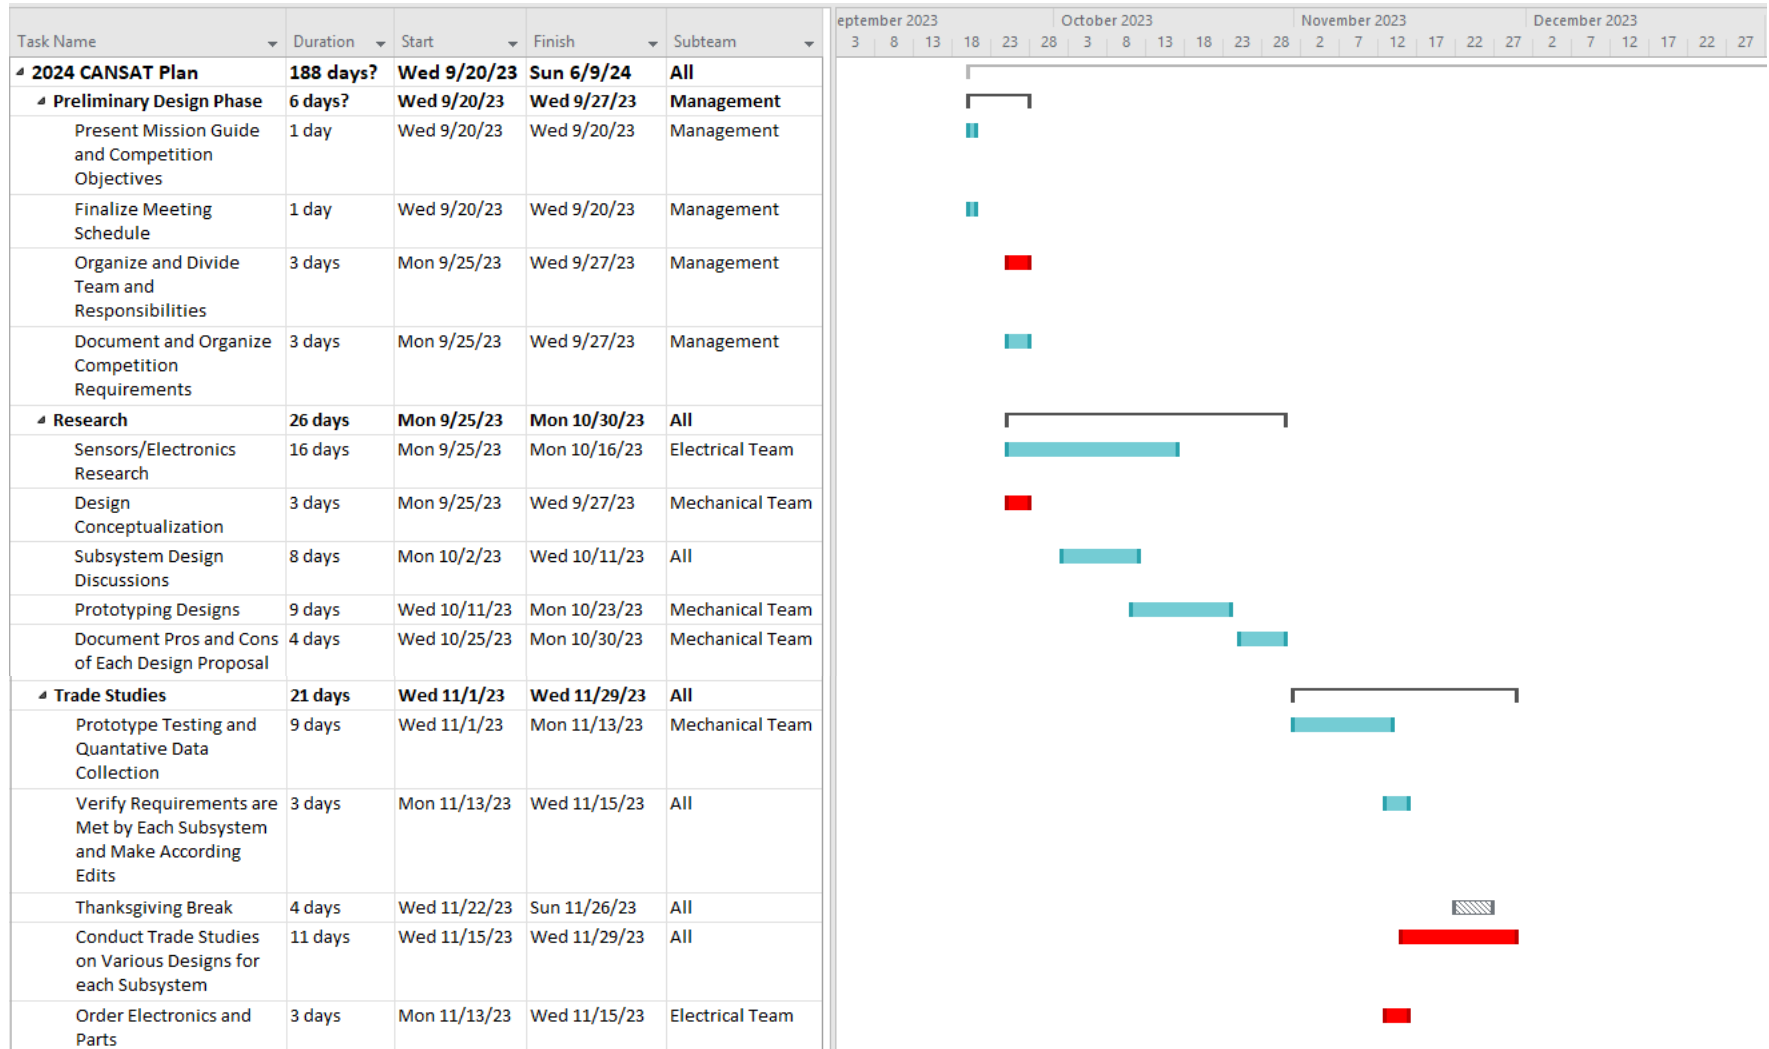 eptember 2023 October 2023 November 2023 December 2023
Task Name Duration Start Finish Subteam 3 8 13 18 23 28 3 8 13 18 23 28 2 7 12 17 22 27 2 7 12 17 22 27
2024 CANSAT Plan 188 days? Wed 9/20/23 Sun 6/9/24 All
Preliminary Design Phase 6 days? Wed 9/20/23 Wed 9/27/23 Management
Present Mission Guide 1 day Wed 9/20/23 Wed 9/20/23 Management
and Competition
Objectives
Finalize Meeting 1 day Wed 9/20/23 Wed 9/20/23 Management
Schedule
Organize and Divide 3 days Mon 9/25/23 Wed 9/27/23 Management
Team and
Responsibilities
Document and Organize 3 days Mon 9/25/23 Wed 9/27/23 Management
Competition
Requirements
Research 26 days Mon 9/25/23 Mon 10/30/23 All
Sensors/Electronics 16 days Mon 9/25/23 Mon 10/16/23 Electrical Team
Research
Design 3 days Mon 9/25/23 Wed 9/27/23 Mechanical Team
Conceptualization
Subsystem Design 8 days Mon 10/2/23 Wed 10/11/23 All
Discussions
Prototyping Designs 9 days Wed 10/11/23 Mon 10/23/23 Mechanical Team
Document Pros and Cons 4 days Wed 10/25/23 Mon 10/30/23 Mechanical Team
of Each Design Proposal
Trade Studies 21 days Wed 11/1/23 Wed 11/29/23 All
Prototype Testing and 9 days Wed 11/1/23 Mon 11/13/23 Mechanical Team
Quantative Data
Collection
Verify Requirements are 3 days Mon 11/13/23 Wed 11/15/23 All
Met by Each Subsystem
and Make According
Edits
Thanksgiving Break 4 days Wed 11/22/23 Sun 11/26/23 All
Conduct Trade Studies 11 days Wed 11/15/23 Wed 11/29/23 All
on Various Designs for
each Subsystem
Order Electronics and 3 days Mon 11/13/23 Wed 11/15/23 Electrical Team
Parts